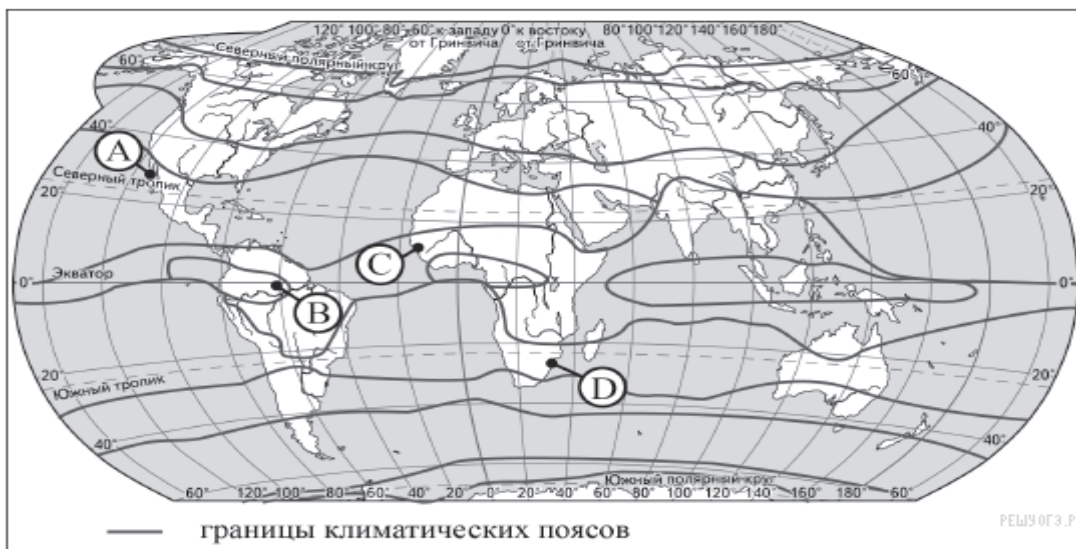 120° 100° 80° 60° к западу 0° к востоку 80° 100° 120° 140° 160° 180°
от Гринвича от Гринвича
Северный полярный круг
60° 60°
40° 40°
A
Северный тропик
20° 20°
C
Экватор
0° 0°
B
D
20° 20°
Южный тропик
40° 40°
Южный полярный круг
60° 120° 100° 80° 60° 40° 20° 0° 20° 40° 60° 80° 100° 120° 140° 160° 180° 60°
границы климатических поясов
РЕШУОГЭ.Р